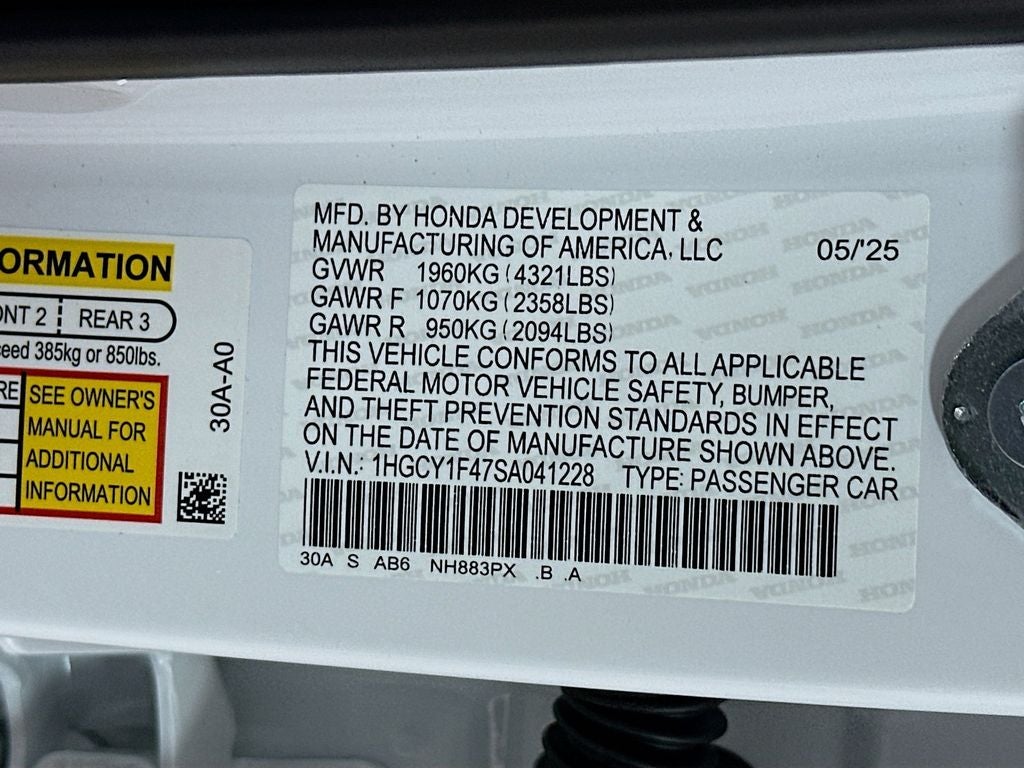 ORMATION
NT 2 REAR 3
eed 385kg or 850lbs.
RE
SEE OWNER'S
MANUAL FOR
ADDITIONAL
INFORMATION
30A-A0
MFD. BY HONDA DEVELOPMENT &
MANUFACTURING OF AMERICA, LLC 05/'25
GVWR 1960KG (4321LBS)
GAWR F 1070KG (2358LBS)
GAWR R 950KG (2094LBS)
THIS VEHICLE CONFORMS TO ALL APPLICABLE
FEDERAL MOTOR VEHICLE SAFETY, BUMPER,
AND THEFT PREVENTION STANDARDS IN EFFECT
ON THE DATE OF MANUFACTURE SHOWN ABOVE.
V.I.N.: 1HGCY1F47SA041228 TYPE: PASSENGER CAR
30A S AB6 NH883PX .B .A